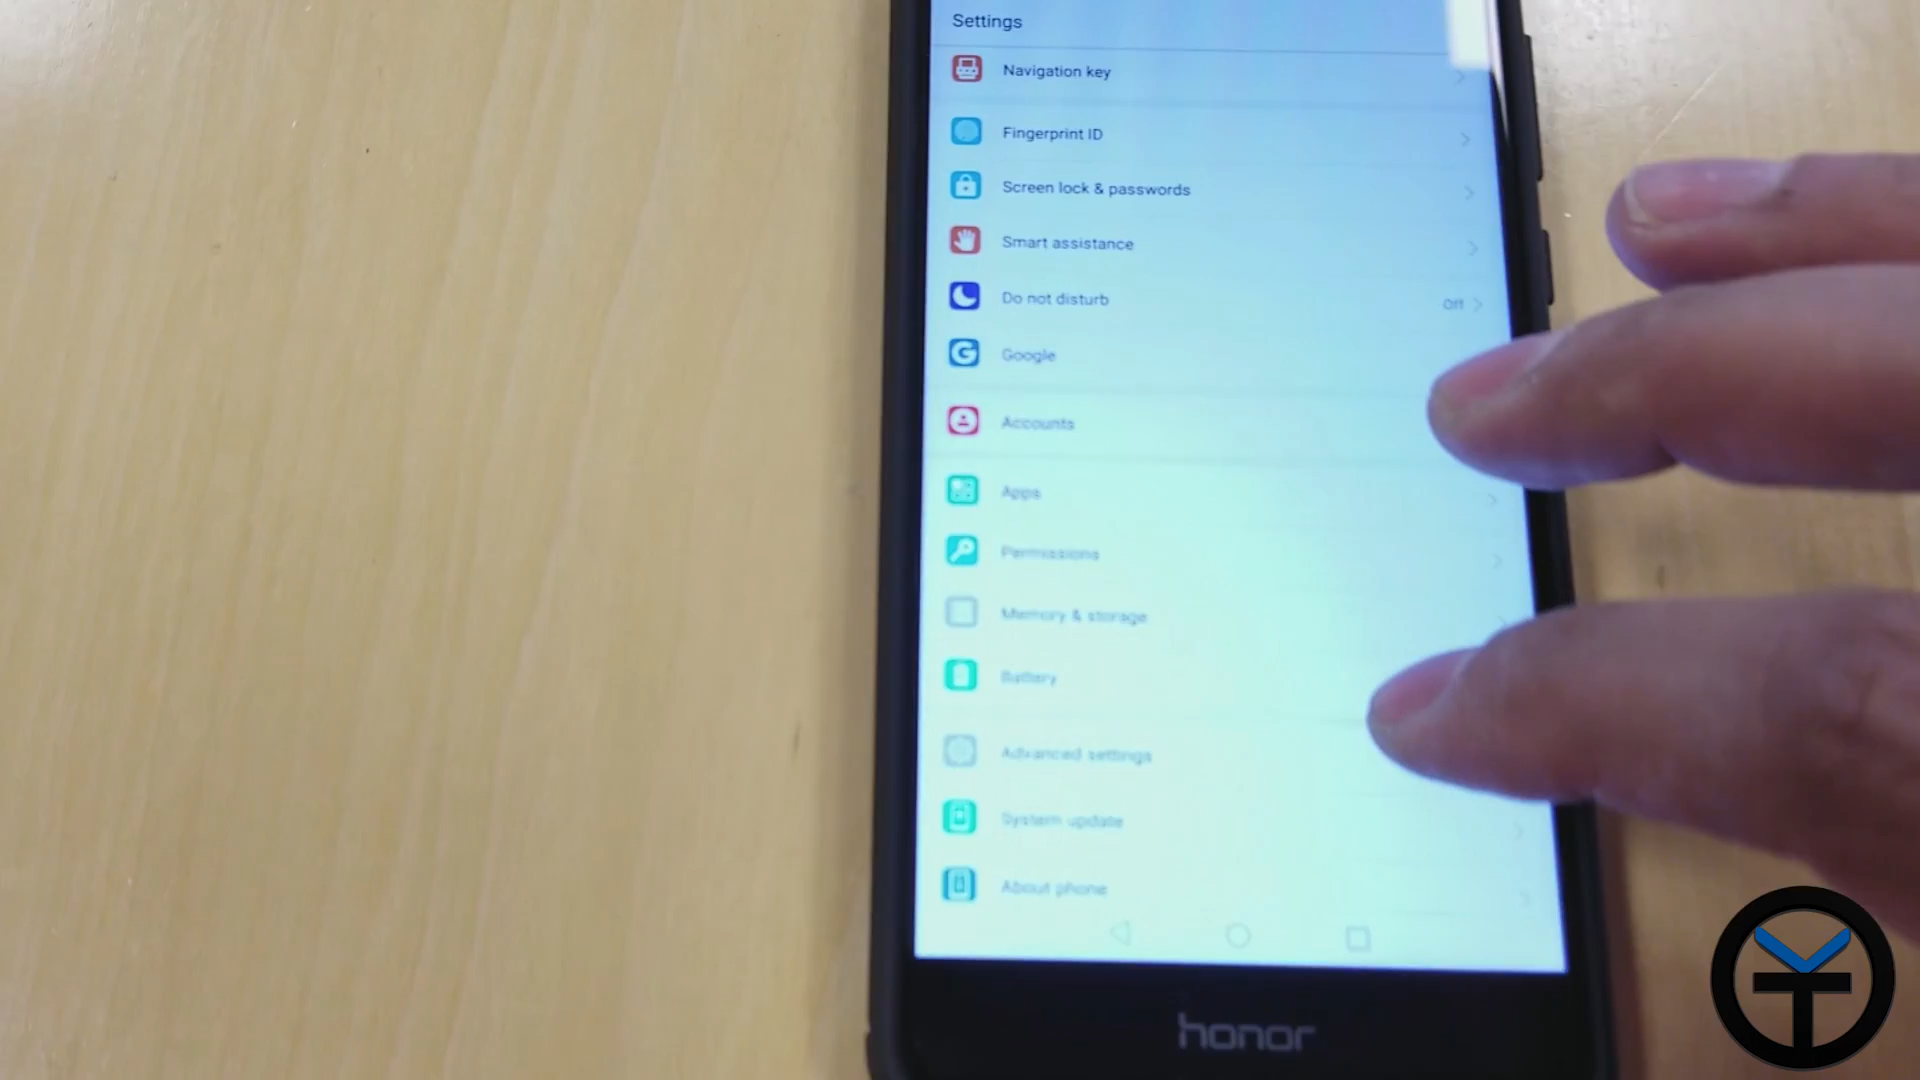 Settings
Navigation key
Fingerprint ID
Screen lock & passwords
Smart assistance
Do not disturb
Off
Google
Accounts
Apps
Permissions
Memory & storage
Battery
Advanced settings
System update
About phone
honor